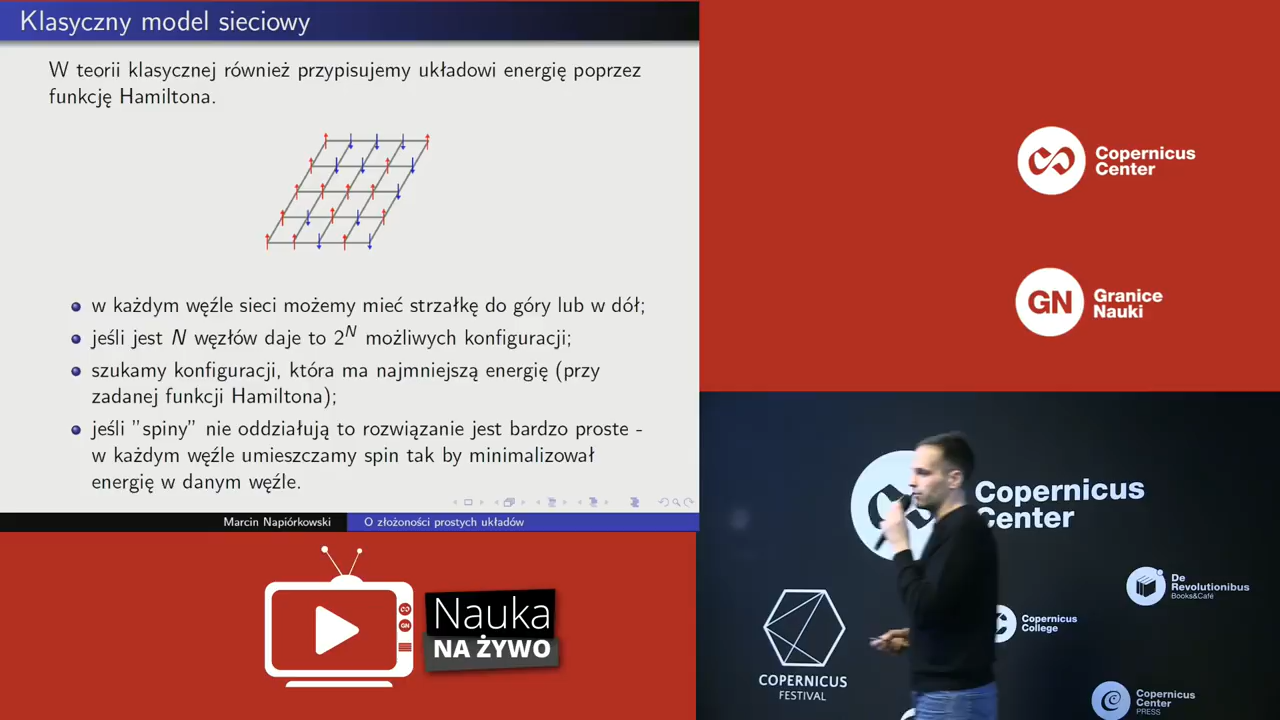 Klasyczny model sieciowy
W teorii klasycznej również przypisujemy układowi energię poprzez
funkcję Hamiltona.
w każdym węźle sieci możemy mieć strzałkę do góry lub w dół;
jeśli jest N węzłów daje to 2^N możliwych konfiguracji;
szukamy konfiguracji, która ma najmniejszą energię (przy
zadanej funkcji Hamiltona);
jeśli "spiny" nie oddziałują to rozwiązanie jest bardzo proste -
w każdym węźle umieszczamy spin tak by minimalizował
energię w danym węźle.
Marcin Napiórkowski
O złożoności prostych układów
Nauka
NA ŻYWO
Copernicus
Center
GN
Granice
Nauki
Copernicus
Center
De
Revolutionibus
Books&Café
Copernicus
College
COPERNICUS
FESTIVAL
Copernicus
Center
PRESS